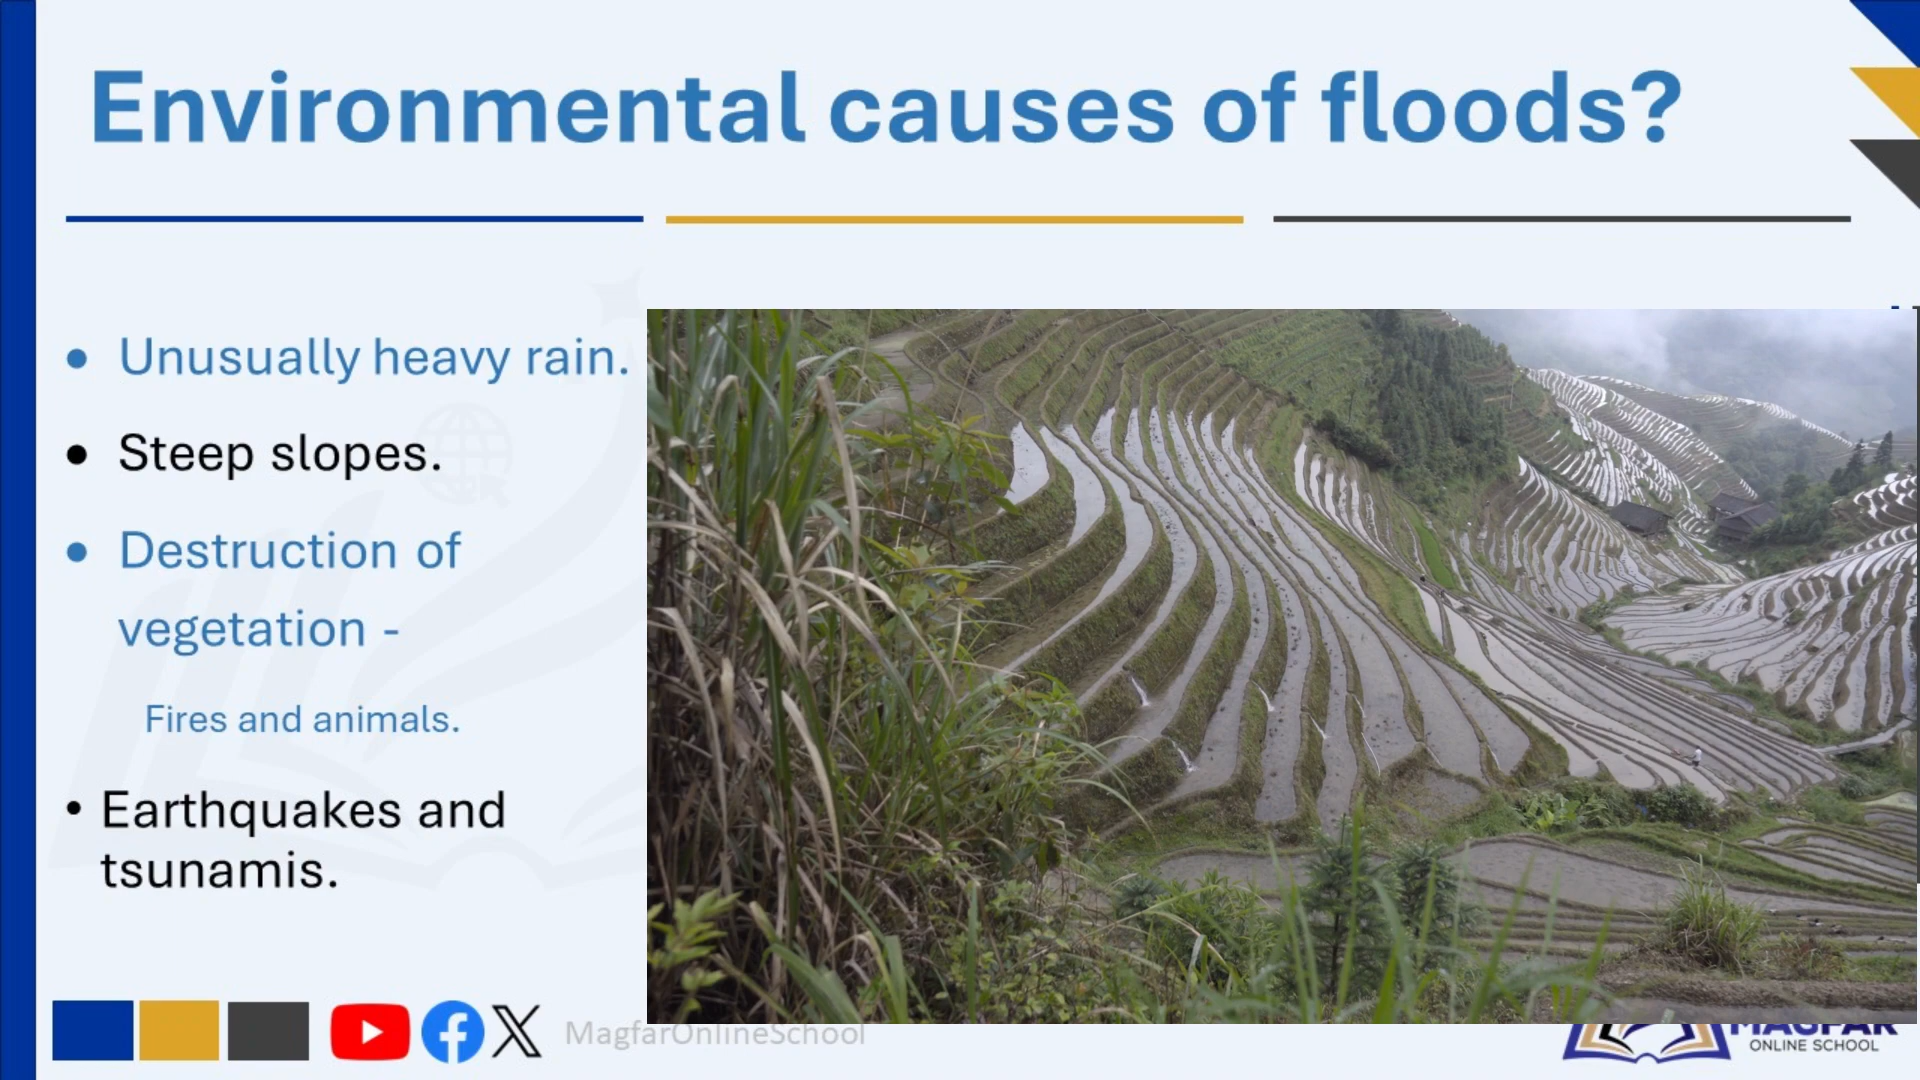 Environmental causes of floods?
• Unusually heavy rain.
• Steep slopes.
• Destruction of
vegetation -
Fires and animals.
• Earthquakes and
tsunamis.
MagfarOnlineSchool
MAGFAR
ONLINE SCHOOL